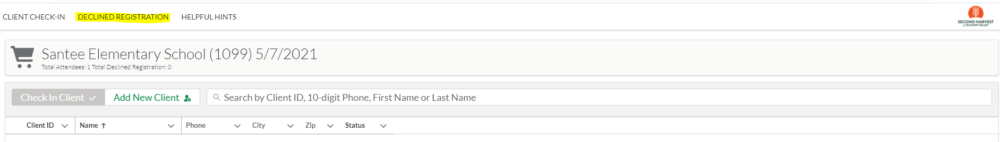 CLIENT CHECK-IN DECLINED REGISTRATION HELPFUL HINTS
SECOND HARVEST
of SILICON VALLEY
Santee Elementary School (1099) 5/7/2021
Total Attendees: 1 Total Declined Registration: 0
Check In Client Add New Client Search by Client ID, 10-digit Phone, First Name or Last Name
Client ID Name Phone City Zip Status